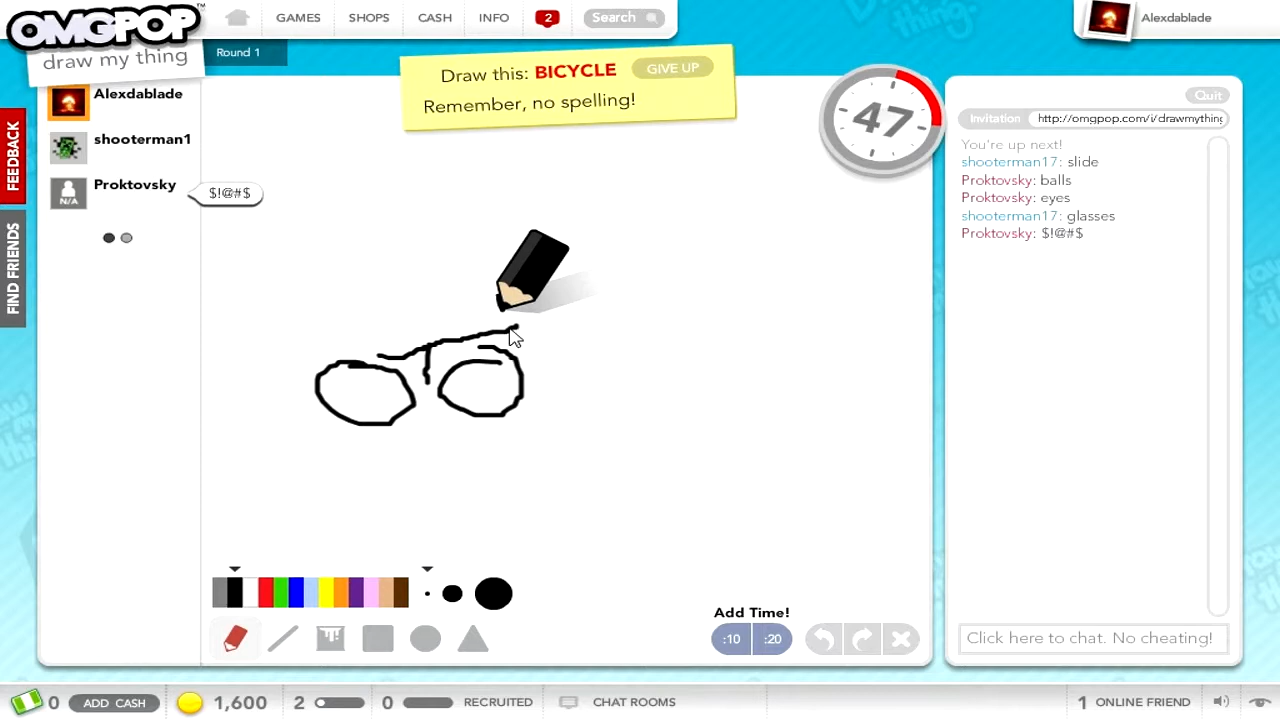 OMGPOP™
draw my thing
GAMES
SHOPS
CASH
INFO
2
Search
Alexdablade
Round 1
Draw this: BICYCLE
GIVE UP
Remember, no spelling!
47
FEEDBACK
FIND FRIENDS
Alexdablade
shooterman1
Proktovsky
N/A
$!@#$
Quit
Invitation
http://omgpop.com/i/drawmything
You're up next!
shooterman17: slide
Proktovsky: balls
Proktovsky: eyes
shooterman17: glasses
Proktovsky: $!@#$
Add Time!
:10
:20
Click here to chat. No cheating!
0
ADD CASH
1,600
2
0
RECRUITED
CHAT ROOMS
1 ONLINE FRIEND